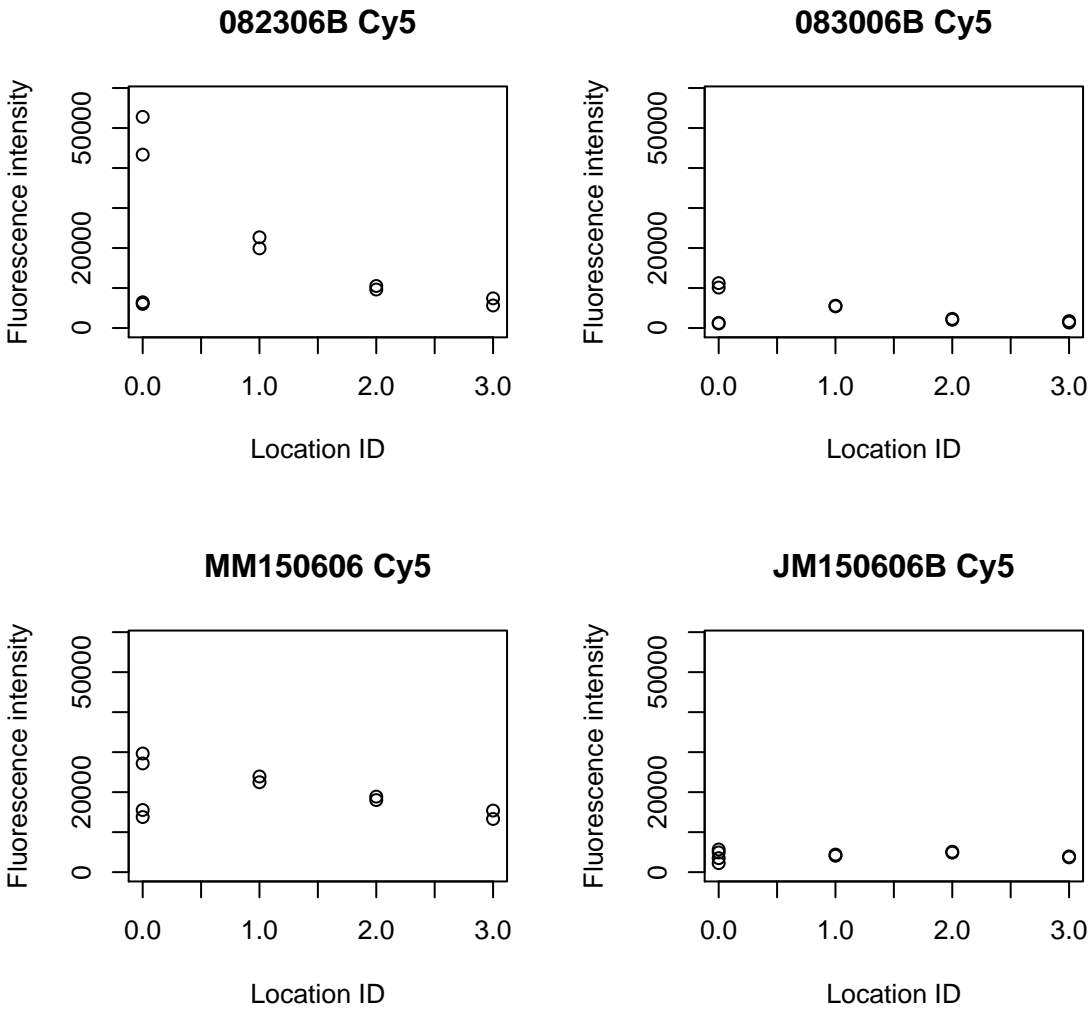 082306B Cy5
Fluorescence intensity
0 20000 50000
0.0 1.0 2.0 3.0
Location ID
083006B Cy5
Fluorescence intensity
0 20000 50000
0.0 1.0 2.0 3.0
Location ID
MM150606 Cy5
Fluorescence intensity
0 20000 50000
0.0 1.0 2.0 3.0
Location ID
JM150606B Cy5
Fluorescence intensity
0 20000 50000
0.0 1.0 2.0 3.0
Location ID